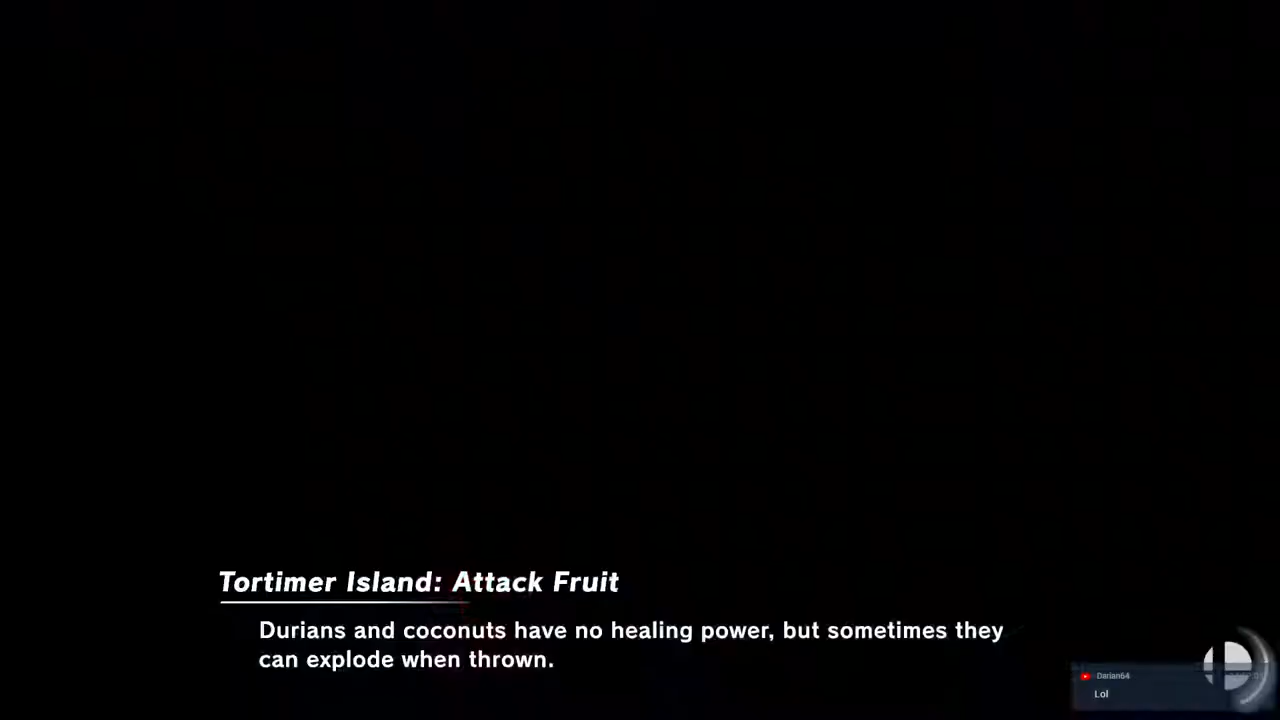 Tortimer Island: Attack Fruit
Durians and coconuts have no healing power, but sometimes they
can explode when thrown.
Darian64
Lol